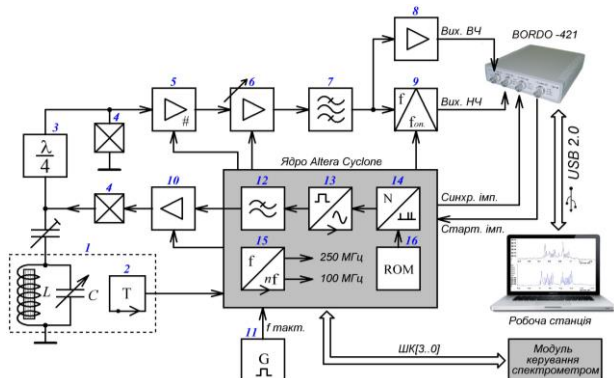 8
Вих. ВЧ
BORDO -421
5
#
6
7
9
f
fоп.
Вих. НЧ
3
λ
4
4
Ядро Altera Cyclone
USB 2.0
4
10
12
13
14
N
Синхр. імп.
Старт. імп.
15
f
nf
250 МГц
100 МГц
16
ROM
1
L
C
2
T
Робоча станція
11
f такт.
G
ШК[3..0]
Модуль
керування
спектрометром